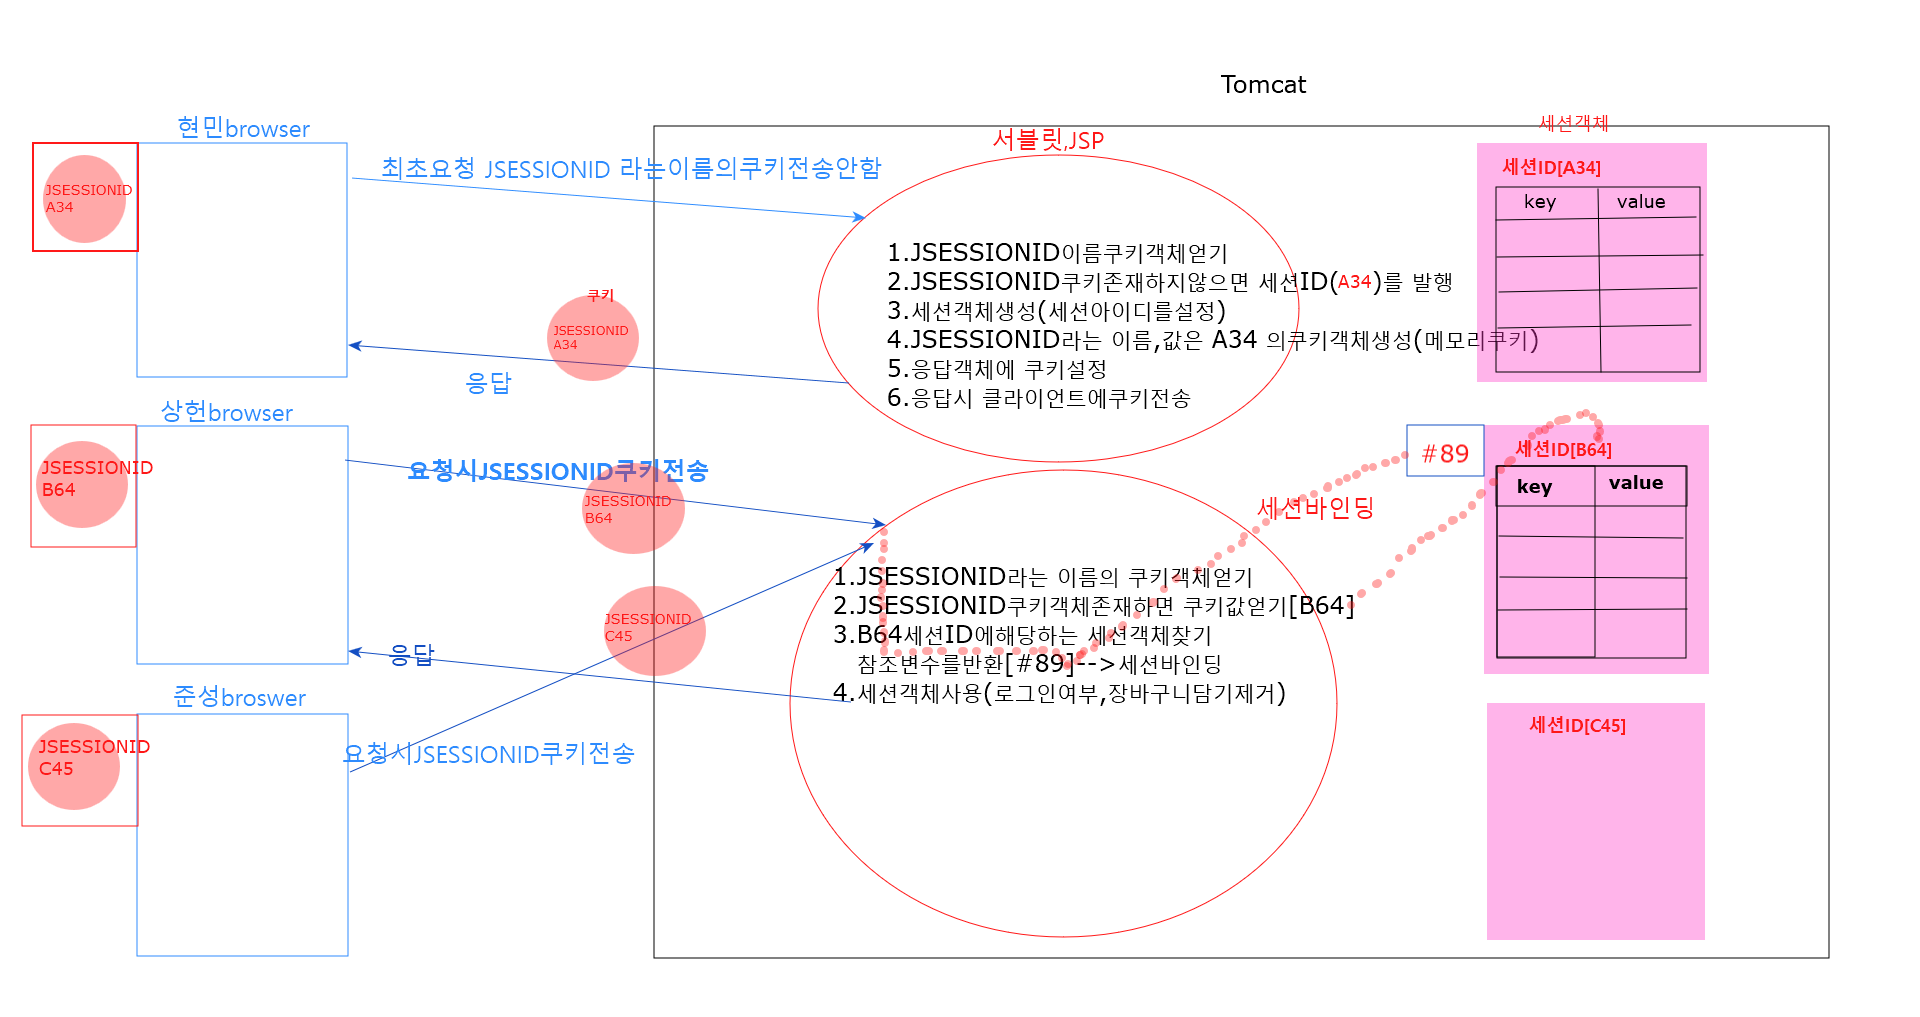 Tomcat
현민browser
JSESSIONID
A34
최초요청 JSESSIONID 라는이름의쿠키전송안함
서블릿,JSP
1.JSESSIONID이름쿠키객체얻기
2.JSESSIONID쿠키존재하지않으면 세션ID(A34)를 발행
3.세션객체생성(세션아이디를설정)
4.JSESSIONID라는 이름,값은 A34 의쿠키객체생성(메모리쿠키)
5.응답객체에 쿠키설정
6.응답시 클라이언트에쿠키전송
쿠키
JSESSIONID
A34
응답
세션객체
세션ID[A34]
key value
상헌browser
JSESSIONID
B64
요청시JSESSIONID쿠키전송
JSESSIONID
B64
JSESSIONID
C45
응답
1.JSESSIONID라는 이름의 쿠키객체얻기
2.JSESSIONID쿠키객체존재하면 쿠키값얻기[B64]
3.B64세션ID에해당하는 세션객체찾기
참조변수를반환[#89]-->세션바인딩
4.세션객체사용(로그인여부,장바구니담기제거)
세션바인딩
#89
세션ID[B64]
key value
준성broswer
JSESSIONID
C45
요청시JSESSIONID쿠키전송
세션ID[C45]